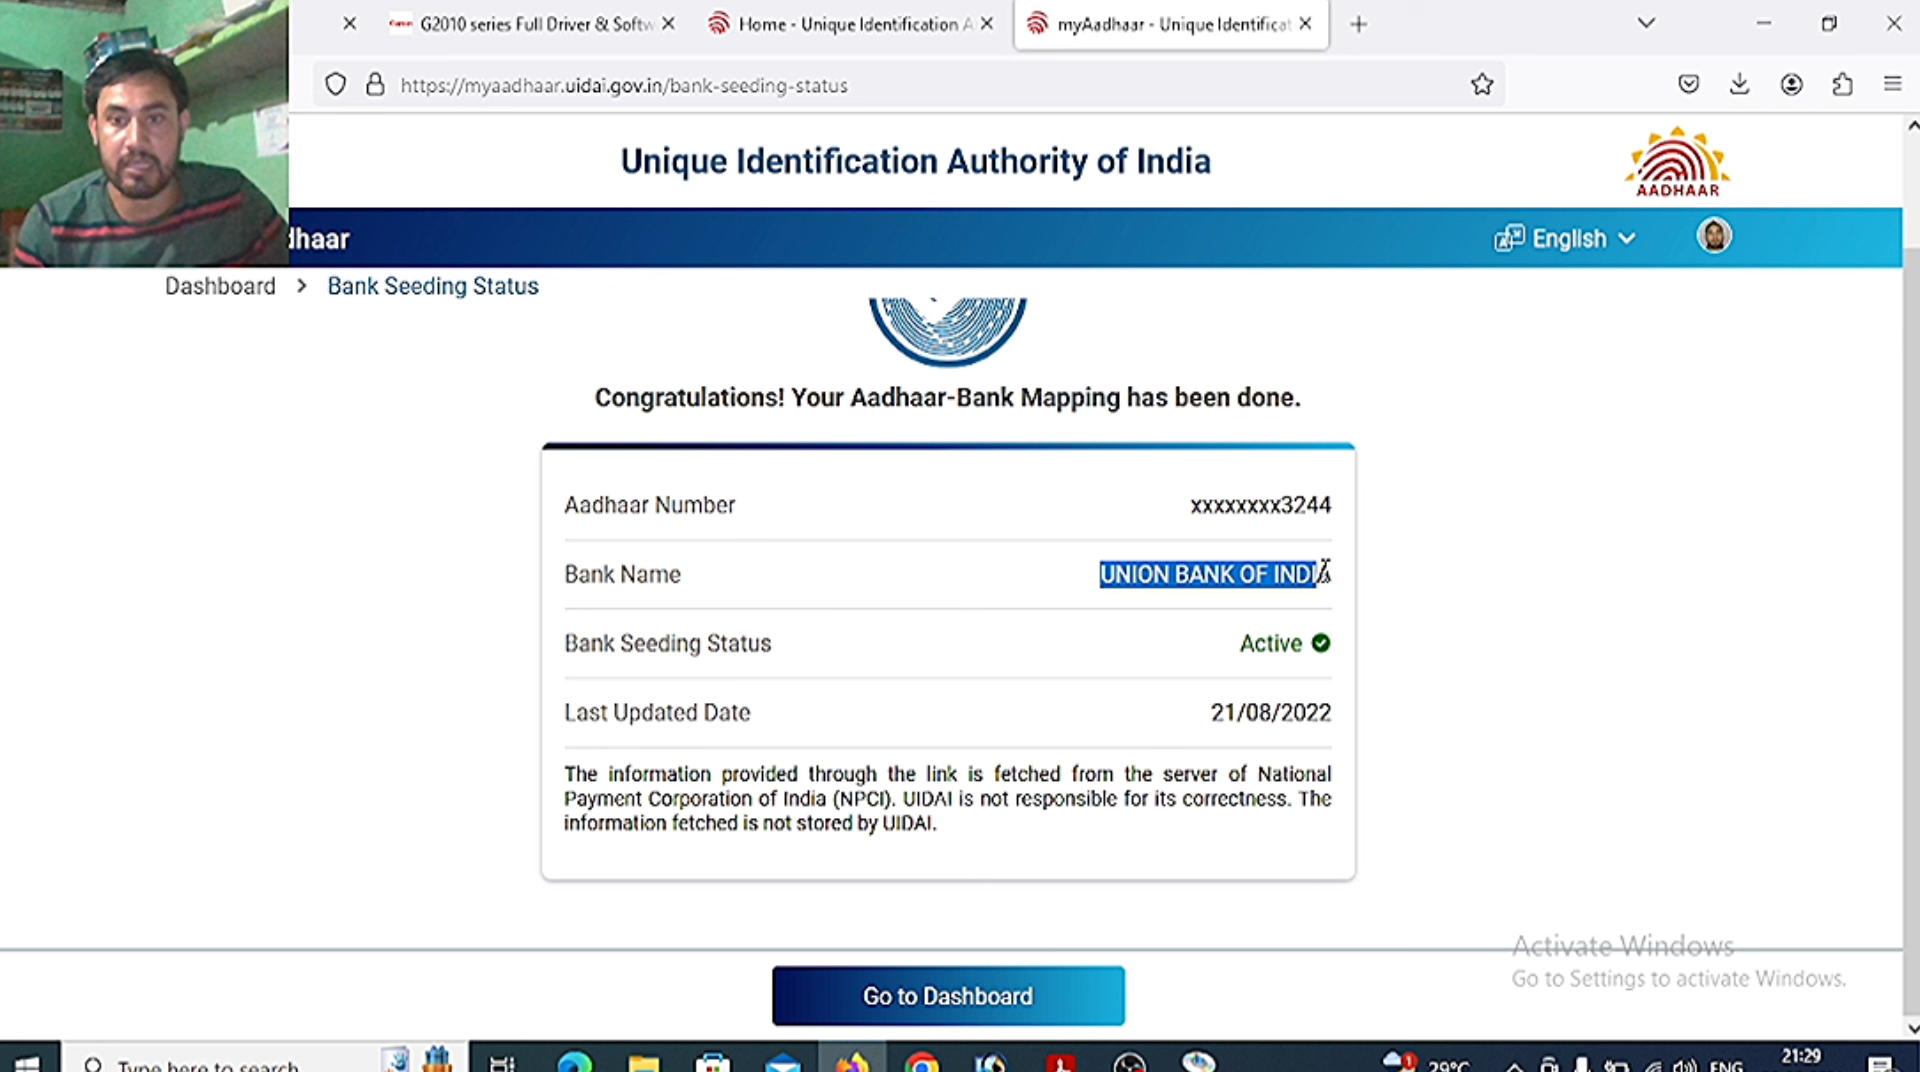 G2010 series Full Driver & Softw
Home - Unique Identification A
myAadhaar - Unique Identificat
https://myaadhaar.uidai.gov.in/bank-seeding-status
Unique Identification Authority of India
AADHAAR
dhaar
English
Dashboard > Bank Seeding Status
Congratulations! Your Aadhaar-Bank Mapping has been done.
Aadhaar Number xxxxxxxx3244
Bank Name UNION BANK OF INDIA
Bank Seeding Status Active
Last Updated Date 21/08/2022
The information provided through the link is fetched from the server of National
Payment Corporation of India (NPCI). UIDAI is not responsible for its correctness. The
information fetched is not stored by UIDAI.
Activate Windows
Go to Settings to activate Windows.
Go to Dashboard
Type here to search
1
29°C
ENG
21:29